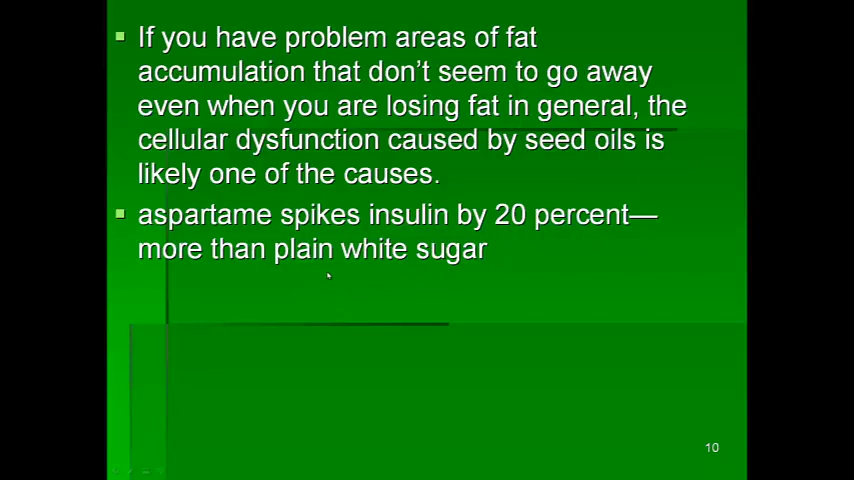 If you have problem areas of fat
accumulation that don’t seem to go away
even when you are losing fat in general, the
cellular dysfunction caused by seed oils is
likely one of the causes.
aspartame spikes insulin by 20 percent—
more than plain white sugar
10